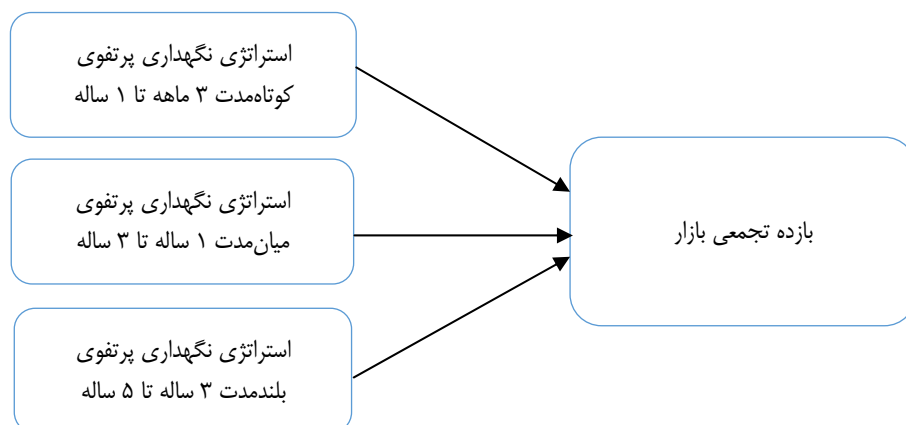 استراتژی نگهداری پرتفوی
کوتاه‌مدت ۳ ماهه تا ۱ ساله
استراتژی نگهداری پرتفوی
میان‌مدت ۱ ساله تا ۳ ساله
بازده تجمعی بازار
استراتژی نگهداری پرتفوی
بلندمدت ۳ ساله تا ۵ ساله